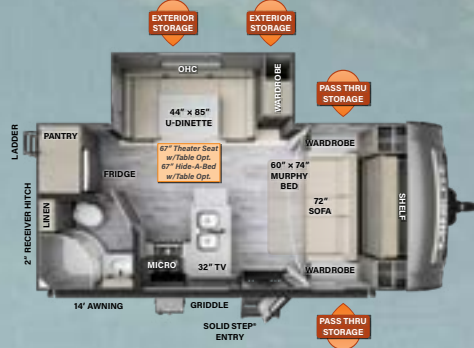 EXTERIOR
STORAGE
EXTERIOR
STORAGE
OHC
WARDROBE
44" × 85"
U-DINETTE
PASS THRU
STORAGE
LADDER
PANTRY
67" Theater Seat
w/Table Opt.
67" Hide-A-Bed
w/Table Opt.
WARDROBE
FRIDGE
60" × 74"
MURPHY
BED
72"
SOFA
SHELF
2" RECEIVER HITCH
LINEN
MICRO
32" TV
WARDROBE
14' AWNING
GRIDDLE
SOLID STEP®
ENTRY
PASS THRU
STORAGE